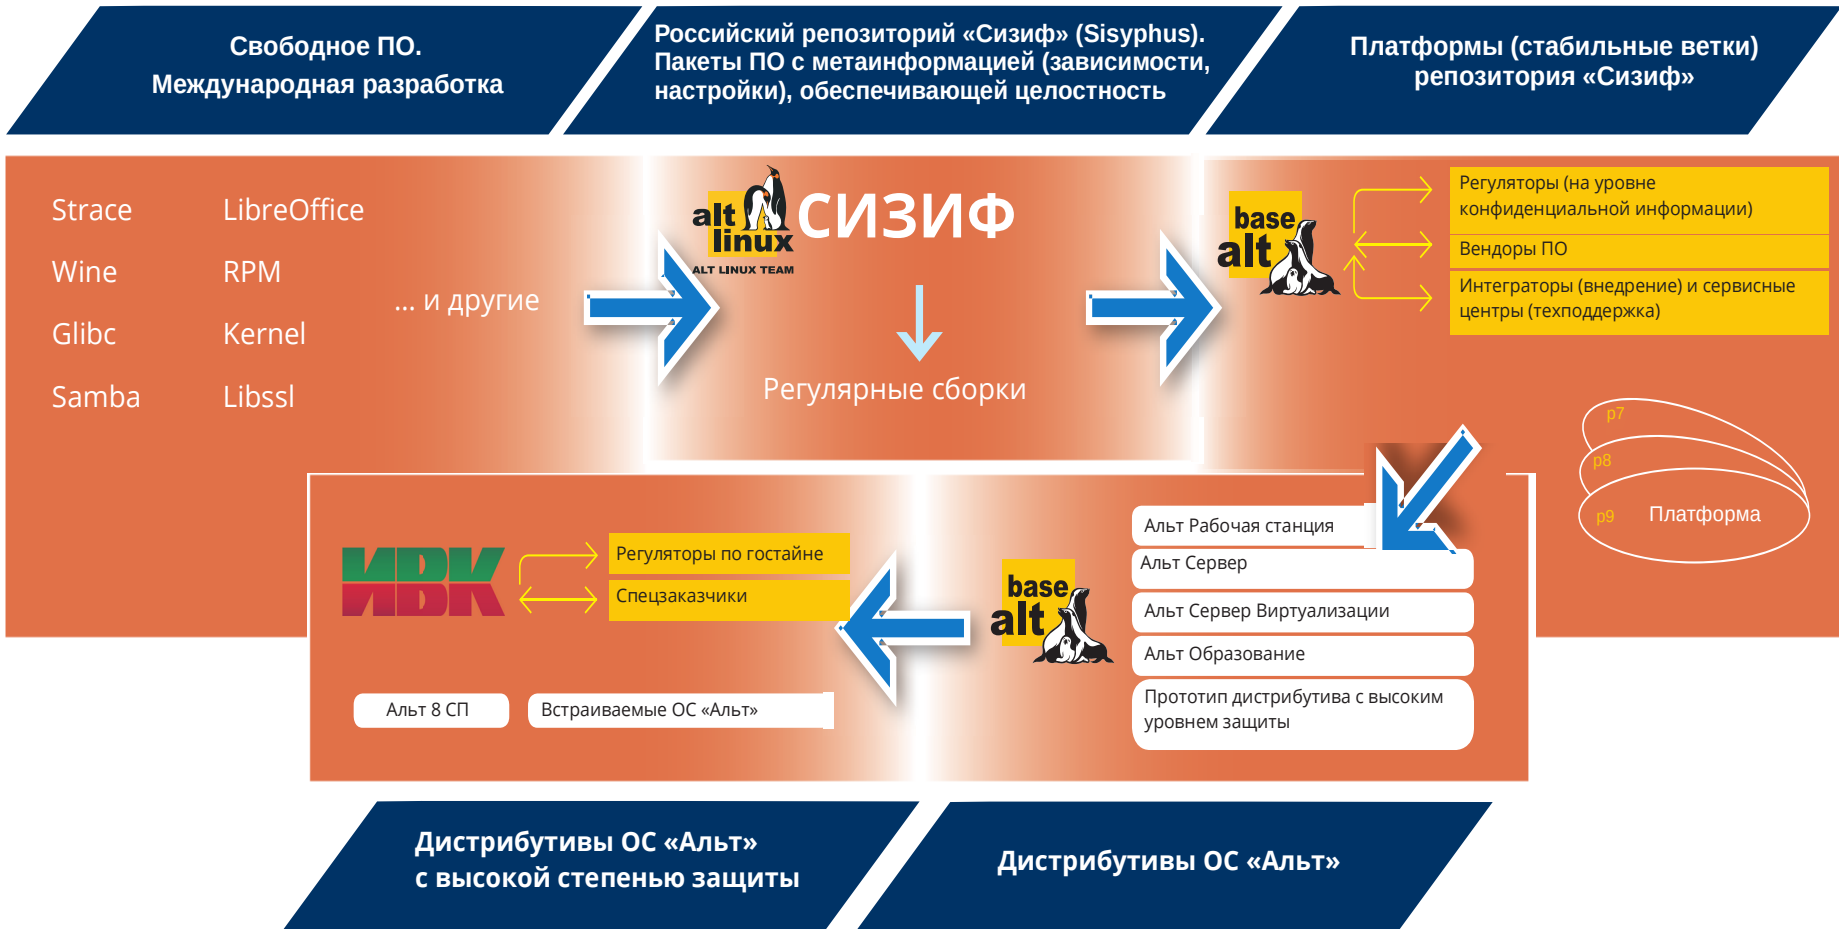 Свободное ПО.
Международная разработка
Российский репозиторий «Сизиф» (Sisyphus).
Пакеты ПО с метаинформацией (зависимости,
настройки), обеспечивающей целостность
Платформы (стабильные ветки)
репозитория «Сизиф»
Strace
LibreOffice
Wine
RPM
... и другие
Glibc
Kernel
Samba
Libssl
alt
linux
ALT LINUX TEAM
СИЗИФ
Регулярные сборки
base
alt
Регуляторы (на уровне
конфиденциальной информации)
Вендоры ПО
Интеграторы (внедрение) и сервисные
центры (техподдержка)
p7
p8
p9
Платформа
Альт Рабочая станция
Альт Сервер
Альт Сервер Виртуализации
Альт Образование
Прототип дистрибутива с высоким
уровнем защиты
base
alt
ИВК
Регуляторы по гостайне
Спецзаказчики
Альт 8 СП
Встраиваемые ОС «Альт»
Дистрибутивы ОС «Альт»
с высокой степенью защиты
Дистрибутивы ОС «Альт»